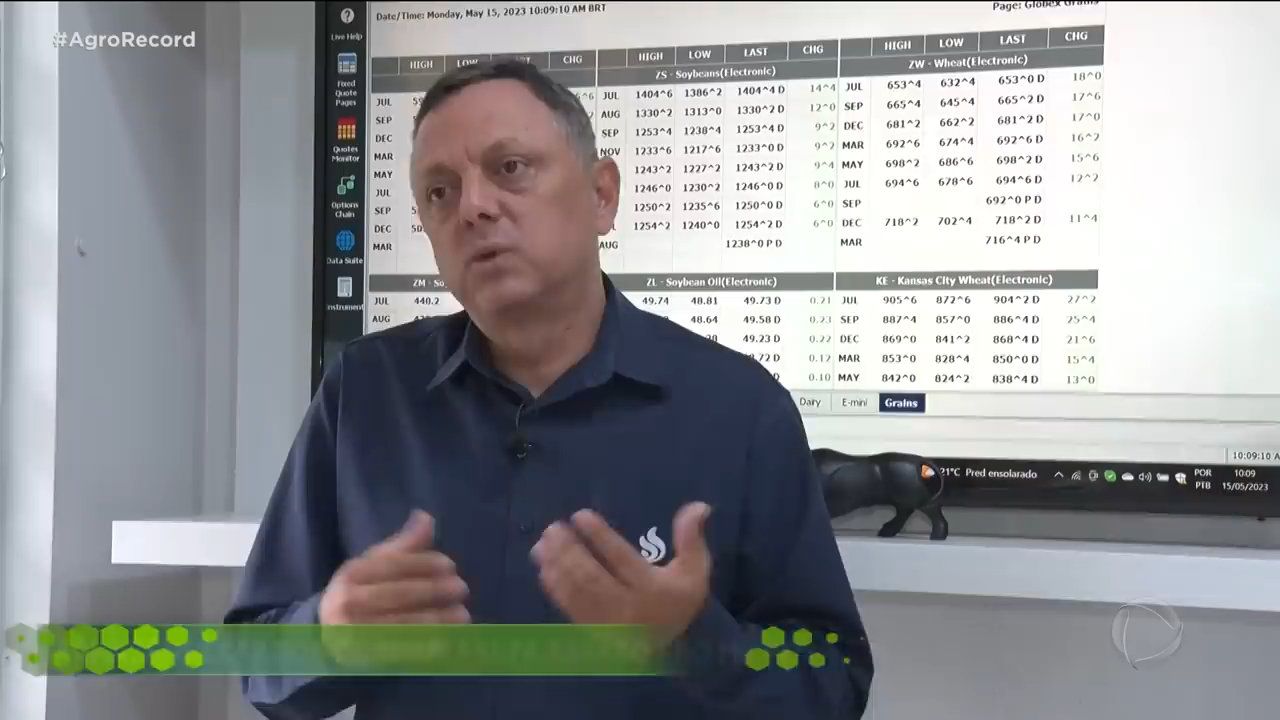 #AgroRecord
Live Help
Fixed Quote Pages
Quotes Monitor
Options Chain
Data Suite
Date/Time: Monday, May 15, 2023 10:09:10 AM BRT
Page: Globex Grains
HIGH LOW CHG
HIGH LOW LAST CHG
HIGH LOW LAST CHG
JUL
SEP
DEC
MAR
MAY
JUL
SEP
DEC
MAR
ZS - Soybeans(Electronic)
JUL 1404^6 1386^2 1404^4 D 14^4
AUG 1330^2 1313^0 1330^2 D 12^0
SEP 1253^4 1238^4 1253^4 D 9^2
NOV 1233^6 1217^6 1233^0 D 9^2
1243^2 1227^2 1243^2 D 9^4
1246^0 1230^2 1246^0 D 8^0
1250^2 1235^6 1250^0 D 6^0
1254^2 1240^0 1254^2 D 6^0
AUG 1238^0 P D
ZW - Wheat(Electronic)
JUL 653^4 632^4 653^0 D 18^0
SEP 665^4 645^4 665^2 D 17^6
DEC 681^2 662^2 681^2 D 17^0
MAR 692^6 674^4 692^6 D 16^2
MAY 698^2 686^6 698^2 D 15^6
JUL 694^6 678^6 694^6 D 12^2
SEP 692^0 P D
DEC 718^2 702^4 718^2 D 11^4
MAR 716^4 P D
ZM - So
JUL 440.2
AUG
ZL - Soybean Oil(Electronic)
49.74 48.81 49.73 D 0.21
48.64 49.58 D 0.23
49.23 D 0.22
0.12
0.10
KE - Kansas City Wheat(Electronic)
JUL 905^6 872^6 904^2 D 27^2
SEP 887^4 857^0 886^4 D 25^4
DEC 869^0 841^2 868^4 D 21^6
MAR 853^0 828^4 850^0 D 15^4
MAY 842^0 824^2 838^4 D 13^0
Dairy E-mini Grains
10:09:10 A
21°C Pred ensolarado
POR
PTB
10:09
15/05/2023